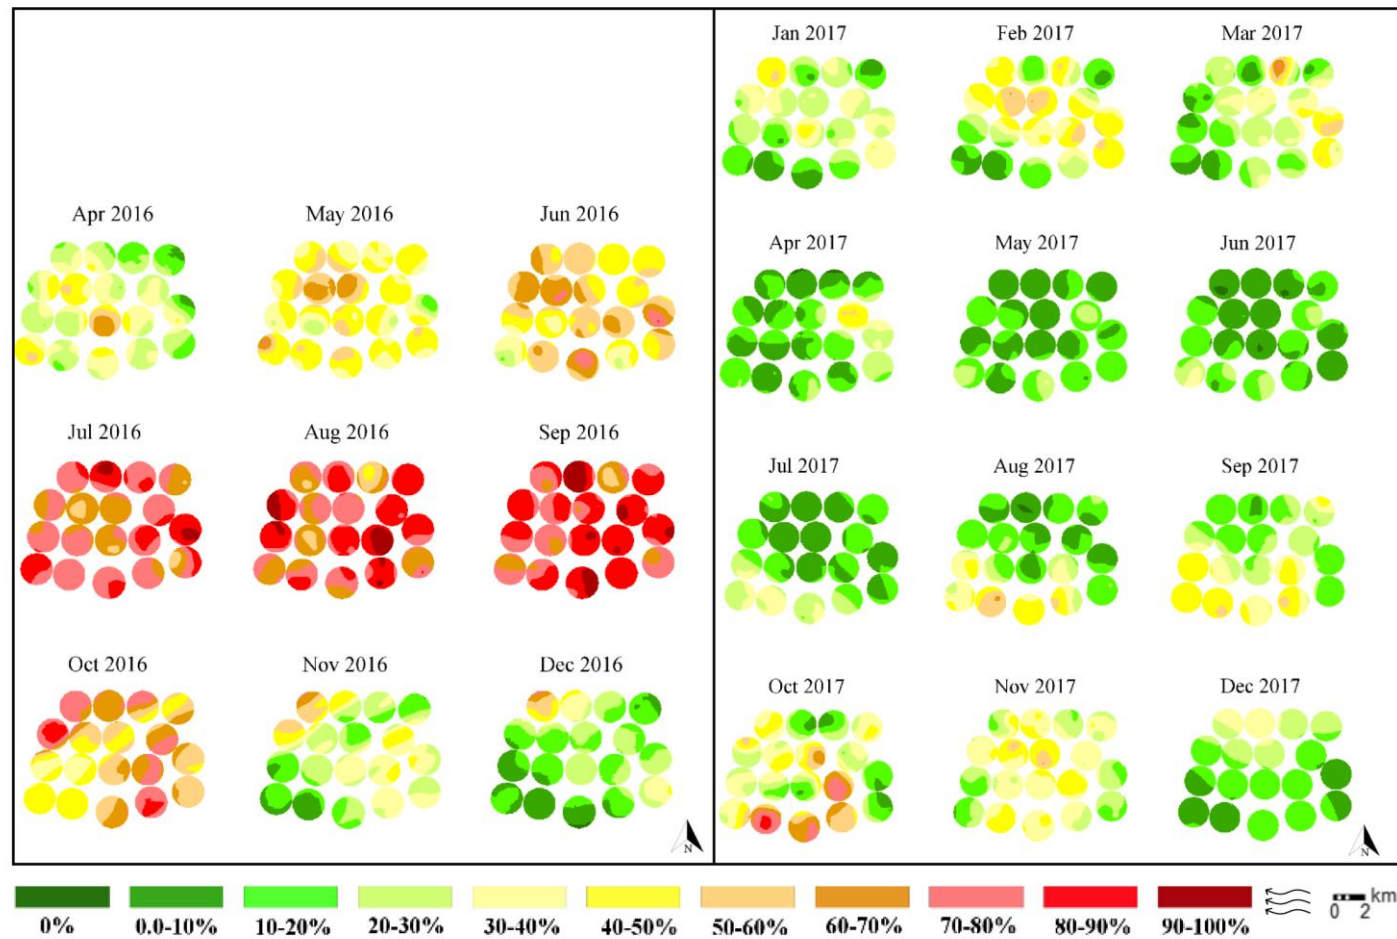 Apr 2016 May 2016 Jun 2016
Jul 2016 Aug 2016 Sep 2016
Oct 2016 Nov 2016 Dec 2016
N
Jan 2017 Feb 2017 Mar 2017
Apr 2017 May 2017 Jun 2017
Jul 2017 Aug 2017 Sep 2017
Oct 2017 Nov 2017 Dec 2017
N
0% 0.0-10% 10-20% 20-30% 30-40% 40-50% 50-60% 60-70% 70-80% 80-90% 90-100% km
0 2